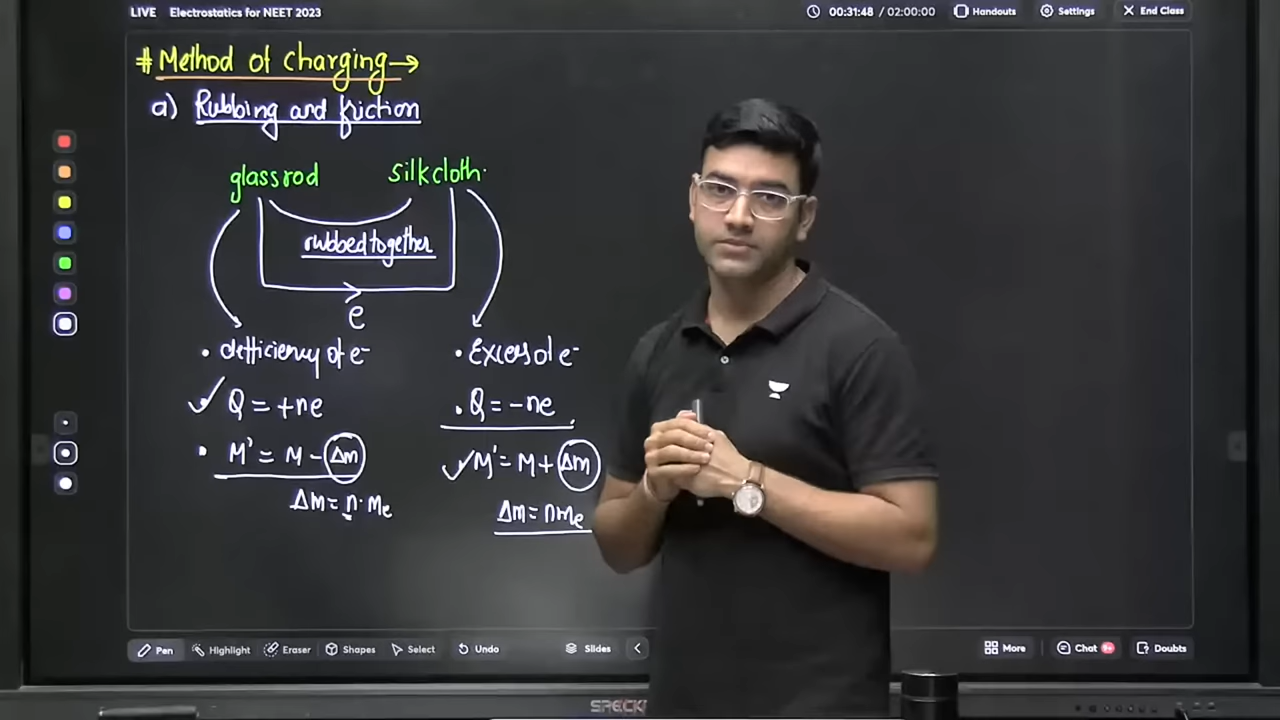 LIVE Electrostatics for NEET 2023
00:31:48 / 02:00:00 Handouts Settings End Class
# Method of charging →
a) Rubbing and friction
glass rod silk cloth
rubbed together
e
• defficiency of e⁻ • Excess of e⁻
Q = +ne • Q = -ne
• M' = M - Δm M' = M + Δm
Δm = n·me Δm = nme
Pen Highlight Eraser Shapes Select Undo Slides More Chat 9+ Doubts